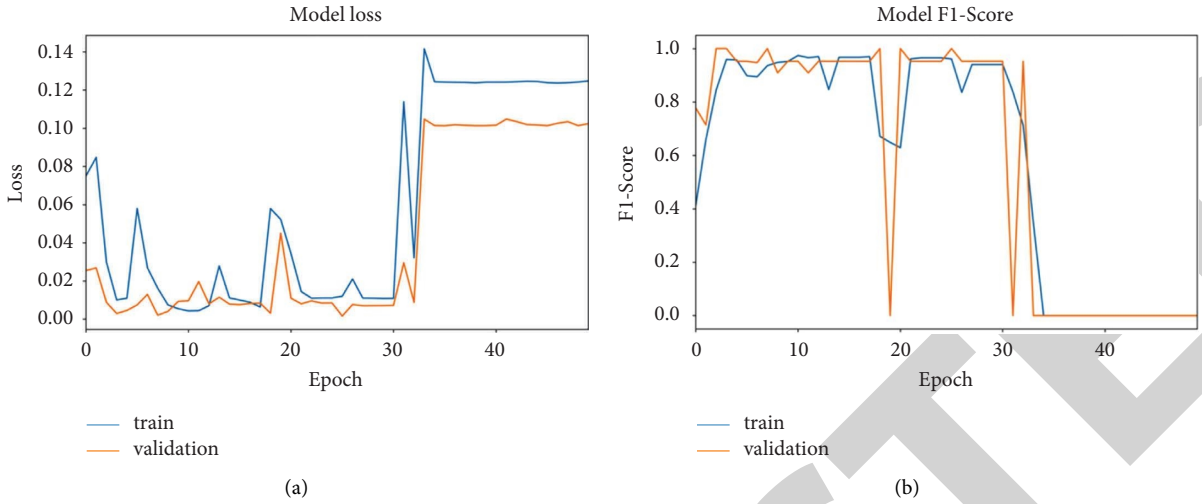 Model loss
0.14
0.12
0.10
0.08
0.06
0.04
0.02
0.00
Loss
0 10 20 30 40
Epoch
train
validation
(a)
Model F1-Score
1.0
0.8
0.6
0.4
0.2
0.0
F1-Score
0 10 20 30 40
Epoch
train
validation
(b)